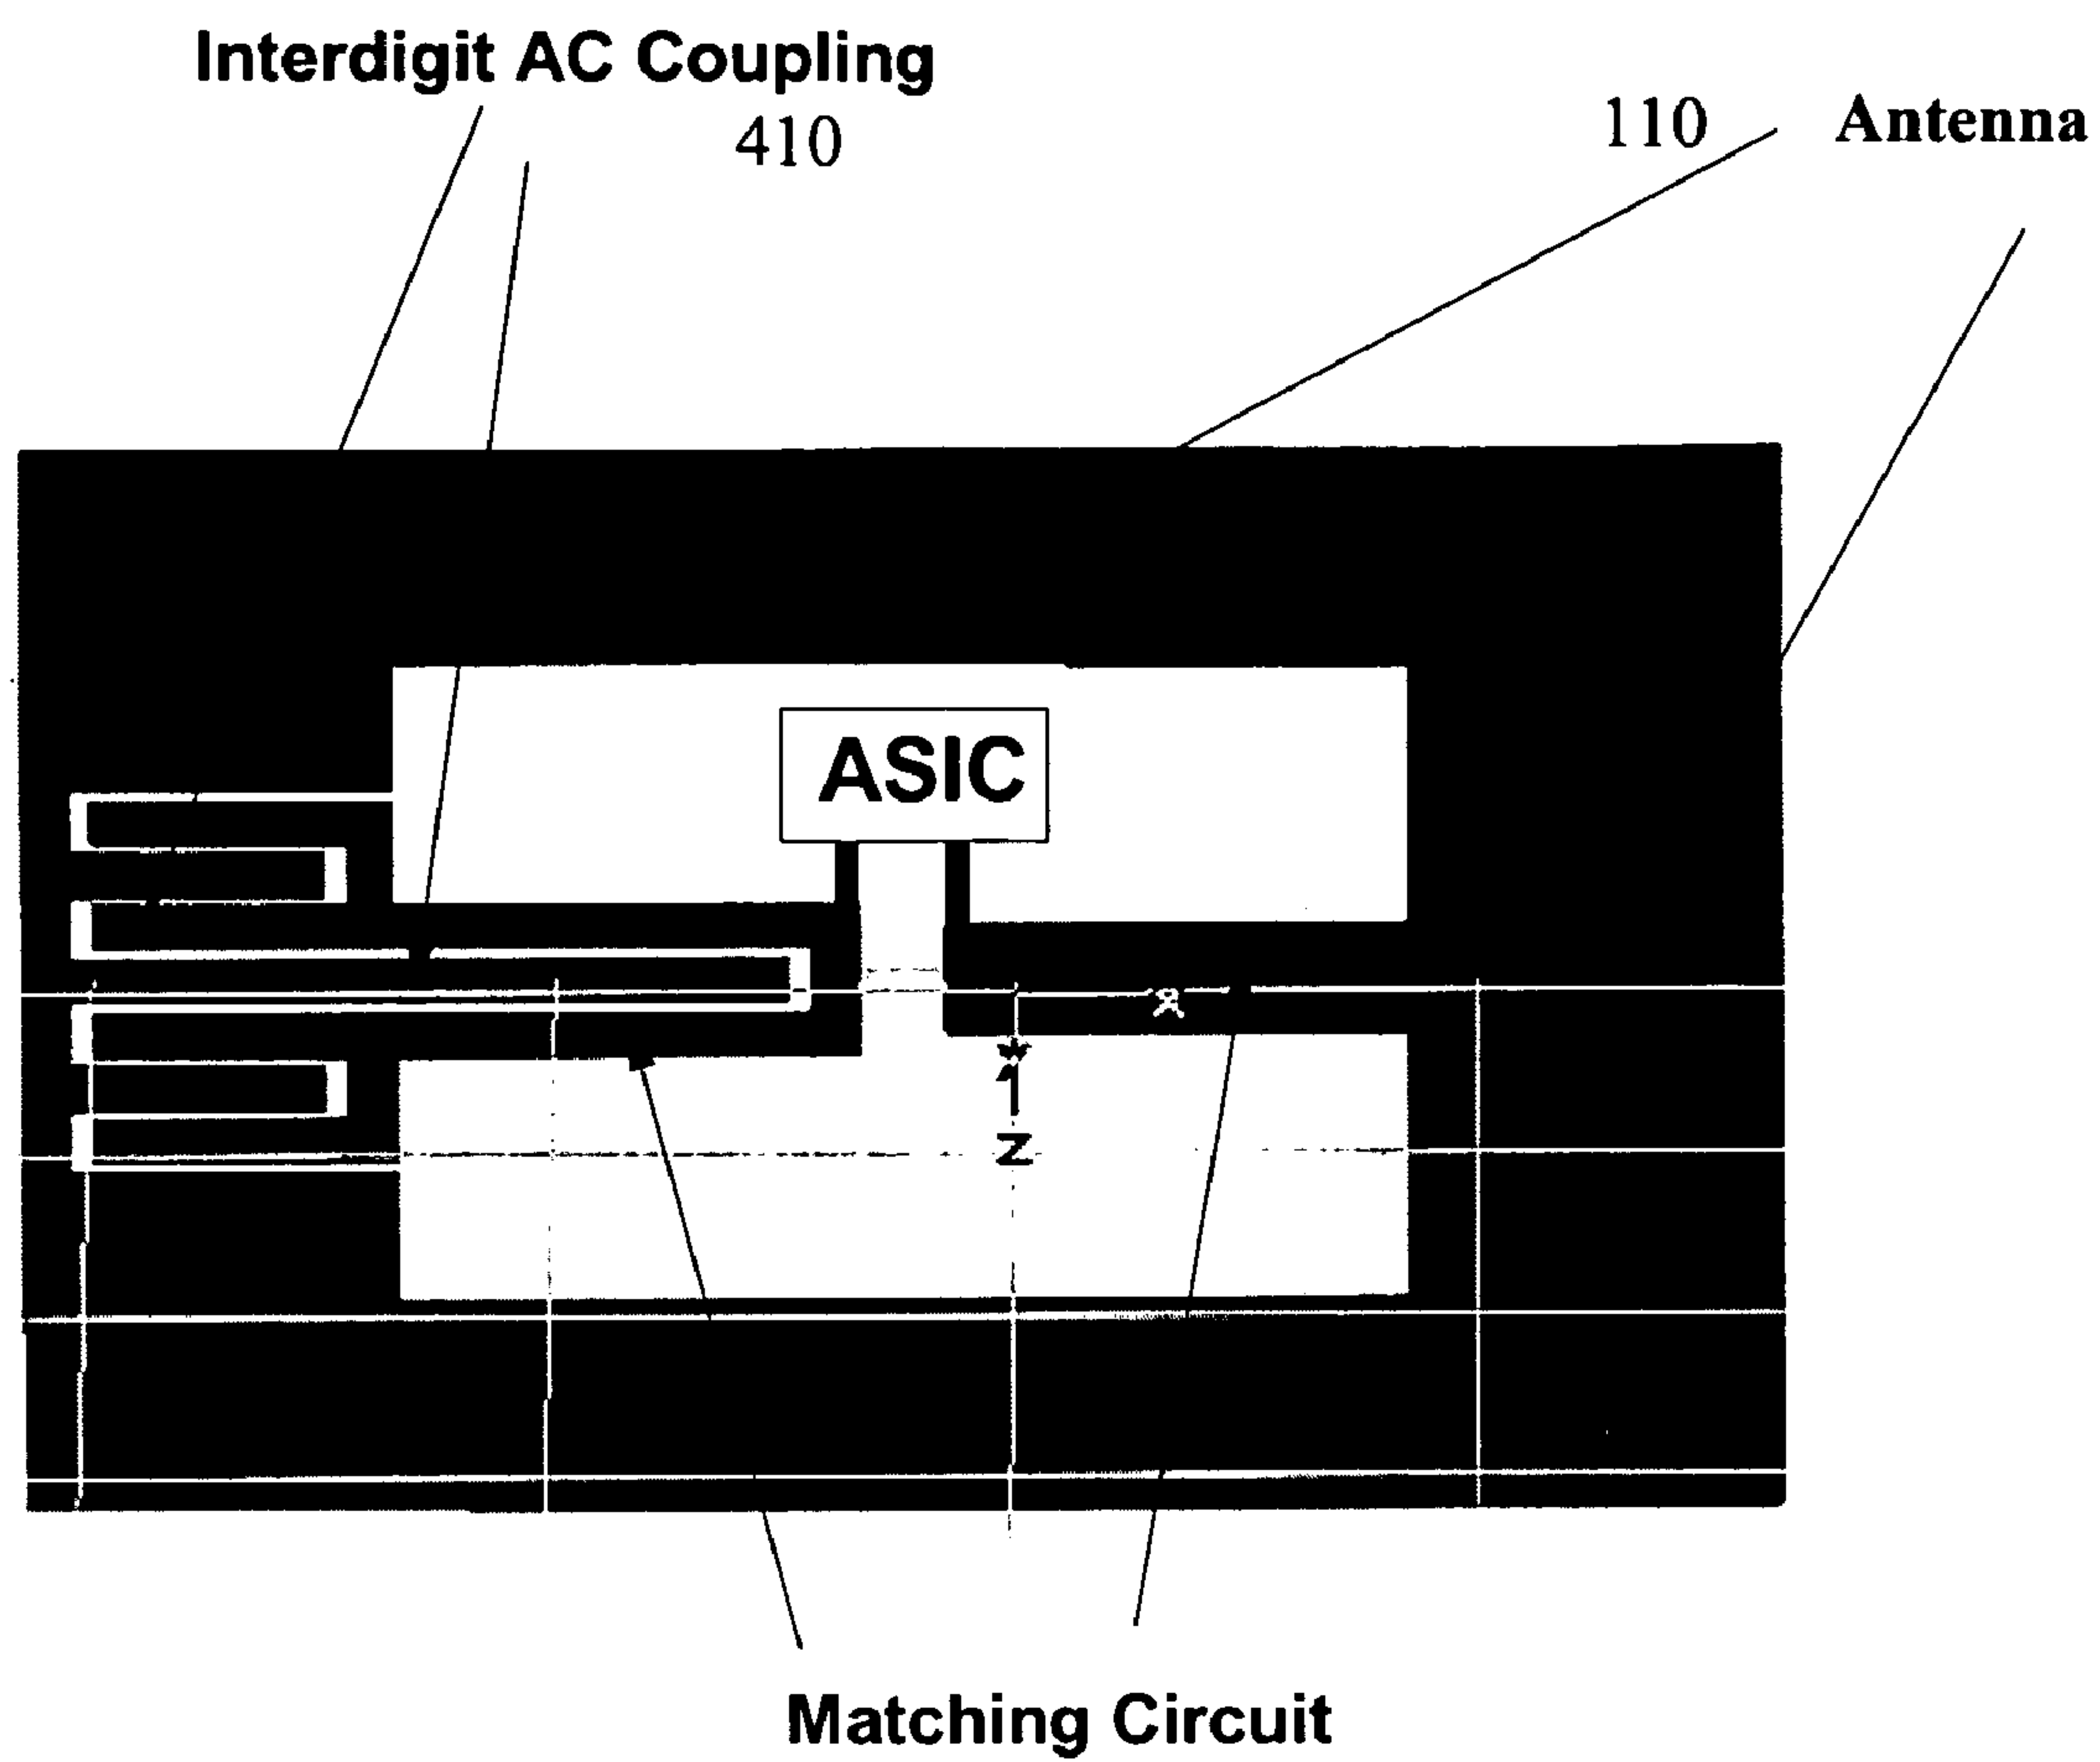 Interdigit AC Coupling
410
110 Antenna
ASIC
X
Z
Matching Circuit